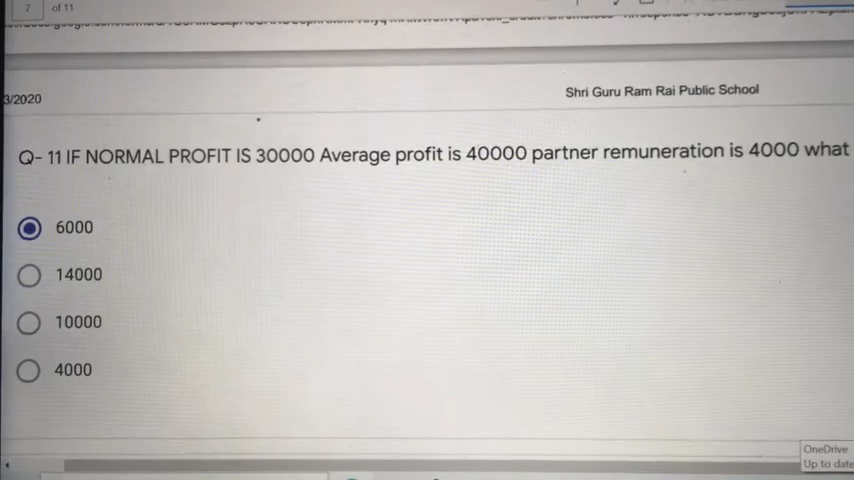 7 of 11
3/2020
Shri Guru Ram Rai Public School
Q- 11 IF NORMAL PROFIT IS 30000 Average profit is 40000 partner remuneration is 4000 what
6000
14000
10000
4000
OneDrive
Up to date